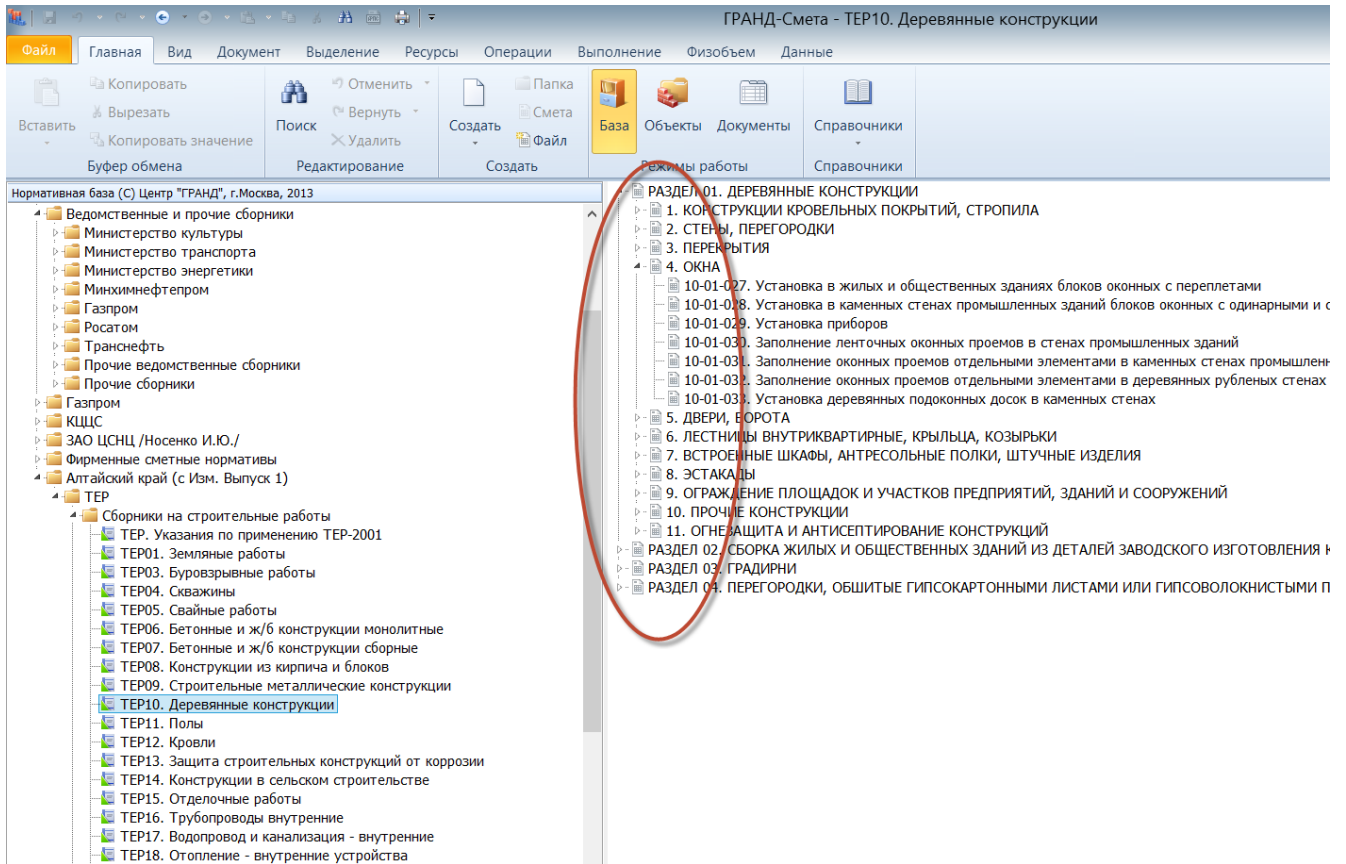 ГРАНД-Смета - ТЕР10. Деревянные конструкции
Файл Главная Вид Документ Выделение Ресурсы Операции Выполнение Физобъем Данные
Вставить
Копировать
Вырезать
Копировать значение
Буфер обмена
Поиск
Отменить
Вернуть
Удалить
Редактирование
Создать
Папка
Смета
Файл
Создать
База Объекты Документы
Режимы работы
Справочники
Справочники
Нормативная база (С) Центр "ГРАНД", г.Москва, 2013
Ведомственные и прочие сборники
Министерство культуры
Министерство транспорта
Министерство энергетики
Минхимнефтепром
Газпром
Росатом
Транснефть
Прочие ведомственные сборники
Прочие сборники
Газпром
КЦЦС
ЗАО ЦСНЦ /Носенко И.Ю./
Фирменные сметные нормативы
Алтайский край (с Изм. Выпуск 1)
ТЕР
Сборники на строительные работы
ТЕР. Указания по применению ТЕР-2001
ТЕР01. Земляные работы
ТЕР03. Буровзрывные работы
ТЕР04. Скважины
ТЕР05. Свайные работы
ТЕР06. Бетонные и ж/б конструкции монолитные
ТЕР07. Бетонные и ж/б конструкции сборные
ТЕР08. Конструкции из кирпича и блоков
ТЕР09. Строительные металлические конструкции
ТЕР10. Деревянные конструкции
ТЕР11. Полы
ТЕР12. Кровли
ТЕР13. Защита строительных конструкций от коррозии
ТЕР14. Конструкции в сельском строительстве
ТЕР15. Отделочные работы
ТЕР16. Трубопроводы внутренние
ТЕР17. Водопровод и канализация - внутренние
ТЕР18. Отопление - внутренние устройства
РАЗДЕЛ 01. ДЕРЕВЯННЫЕ КОНСТРУКЦИИ
1. КОНСТРУКЦИИ КРОВЕЛЬНЫХ ПОКРЫТИЙ, СТРОПИЛА
2. СТЕНЫ, ПЕРЕГОРОДКИ
3. ПЕРЕКРЫТИЯ
4. ОКНА
10-01-027. Установка в жилых и общественных зданиях блоков оконных с переплетами
10-01-028. Установка в каменных стенах промышленных зданий блоков оконных с одинарными и с
10-01-029. Установка приборов
10-01-030. Заполнение ленточных оконных проемов в стенах промышленных зданий
10-01-031. Заполнение оконных проемов отдельными элементами в каменных стенах промышленн
10-01-032. Заполнение оконных проемов отдельными элементами в деревянных рубленых стенах
10-01-033. Установка деревянных подоконных досок в каменных стенах
5. ДВЕРИ, ВОРОТА
6. ЛЕСТНИЦЫ ВНУТРИКВАРТИРНЫЕ, КРЫЛЬЦА, КОЗЫРЬКИ
7. ВСТРОЕННЫЕ ШКАФЫ, АНТРЕСОЛЬНЫЕ ПОЛКИ, ШТУЧНЫЕ ИЗДЕЛИЯ
8. ЭСТАКАДЫ
9. ОГРАЖДЕНИЕ ПЛОЩАДОК И УЧАСТКОВ ПРЕДПРИЯТИЙ, ЗДАНИЙ И СООРУЖЕНИЙ
10. ПРОЧИЕ КОНСТРУКЦИИ
11. ОГНЕЗАЩИТА И АНТИСЕПТИРОВАНИЕ КОНСТРУКЦИЙ
РАЗДЕЛ 02. СБОРКА ЖИЛЫХ И ОБЩЕСТВЕННЫХ ЗДАНИЙ ИЗ ДЕТАЛЕЙ ЗАВОДСКОГО ИЗГОТОВЛЕНИЯ К
РАЗДЕЛ 03. ГРАДИРНИ
РАЗДЕЛ 04. ПЕРЕГОРОДКИ, ОБШИТЫЕ ГИПСОКАРТОННЫМИ ЛИСТАМИ ИЛИ ГИПСОВОЛОКНИСТЫМИ П